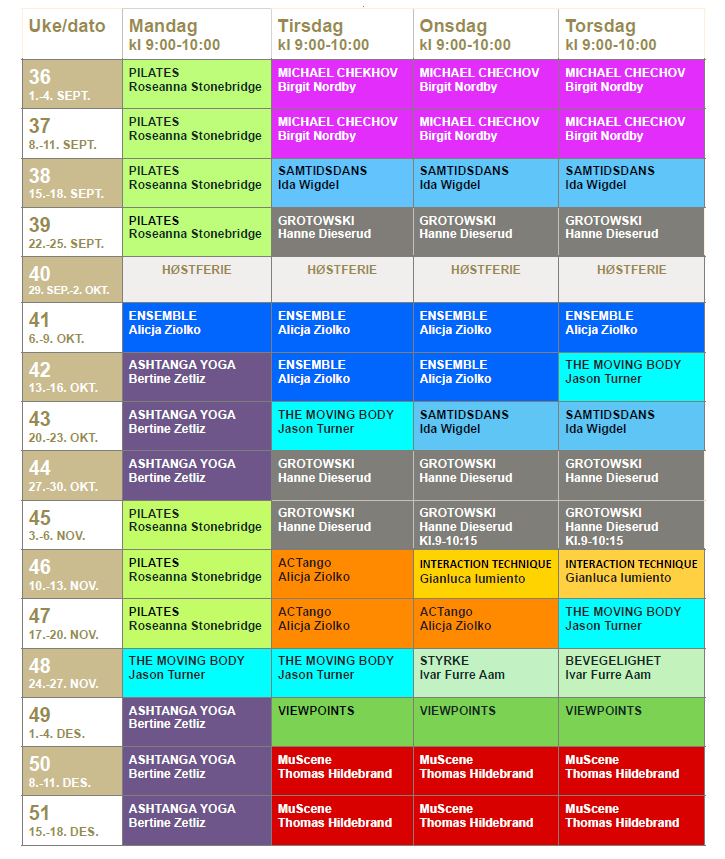 Uke/dato
Mandag
kl 9:00-10:00
Tirsdag
kl 9:00-10:00
Onsdag
kl 9:00-10:00
Torsdag
kl 9:00-10:00
36
1.-4. SEPT.
PILATES
Roseanna Stonebridge
MICHAEL CHEKHOV
Birgit Nordby
MICHAEL CHECHOV
Birgit Nordby
MICHAEL CHECHOV
Birgit Nordby
37
8.-11. SEPT.
PILATES
Roseanna Stonebridge
MICHAEL CHECHOV
Birgit Nordby
MICHAEL CHECHOV
Birgit Nordby
MICHAEL CHECHOV
Birgit Nordby
38
15.-18. SEPT.
PILATES
Roseanna Stonebridge
SAMTIDSDANS
Ida Wigdel
SAMTIDSDANS
Ida Wigdel
SAMTIDSDANS
Ida Wigdel
39
22.-25. SEPT.
PILATES
Roseanna Stonebridge
GROTOWSKI
Hanne Dieserud
GROTOWSKI
Hanne Dieserud
GROTOWSKI
Hanne Dieserud
40
29. SEP.-2. OKT.
HØSTFERIE
HØSTFERIE
HØSTFERIE
HØSTFERIE
41
6.-9. OKT.
ENSEMBLE
Alicja Ziolko
ENSEMBLE
Alicja Ziolko
ENSEMBLE
Alicja Ziolko
ENSEMBLE
Alicja Ziolko
42
13.-16. OKT.
ASHTANGA YOGA
Bertine Zetliz
ENSEMBLE
Alicja Ziolko
ENSEMBLE
Alicja Ziolko
THE MOVING BODY
Jason Turner
43
20.-23. OKT.
ASHTANGA YOGA
Bertine Zetliz
THE MOVING BODY
Jason Turner
SAMTIDSDANS
Ida Wigdel
SAMTIDSDANS
Ida Wigdel
44
27.-30. OKT.
ASHTANGA YOGA
Bertine Zetliz
GROTOWSKI
Hanne Dieserud
GROTOWSKI
Hanne Dieserud
GROTOWSKI
Hanne Dieserud
45
3.-6. NOV.
PILATES
Roseanna Stonebridge
GROTOWSKI
Hanne Dieserud
GROTOWSKI
Hanne Dieserud
Kl.9-10:15
GROTOWSKI
Hanne Dieserud
Kl.9-10:15
46
10.-13. NOV.
PILATES
Roseanna Stonebridge
ACTango
Alicja Ziolko
INTERACTION TECHNIQUE
Gianluca Iumiento
INTERACTION TECHNIQUE
Gianluca Iumiento
47
17.-20. NOV.
PILATES
Roseanna Stonebridge
ACTango
Alicja Ziolko
ACTango
Alicja Ziolko
THE MOVING BODY
Jason Turner
48
24.-27. NOV.
THE MOVING BODY
Jason Turner
THE MOVING BODY
Jason Turner
STYRKE
Ivar Furre Aam
BEVEGELIGHET
Ivar Furre Aam
49
1.-4. DES.
ASHTANGA YOGA
Bertine Zetliz
VIEWPOINTS
VIEWPOINTS
VIEWPOINTS
50
8.-11. DES.
ASHTANGA YOGA
Bertine Zetliz
MuScene
Thomas Hildebrand
MuScene
Thomas Hildebrand
MuScene
Thomas Hildebrand
51
15.-18. DES.
ASHTANGA YOGA
Bertine Zetliz
MuScene
Thomas Hildebrand
MuScene
Thomas Hildebrand
MuScene
Thomas Hildebrand